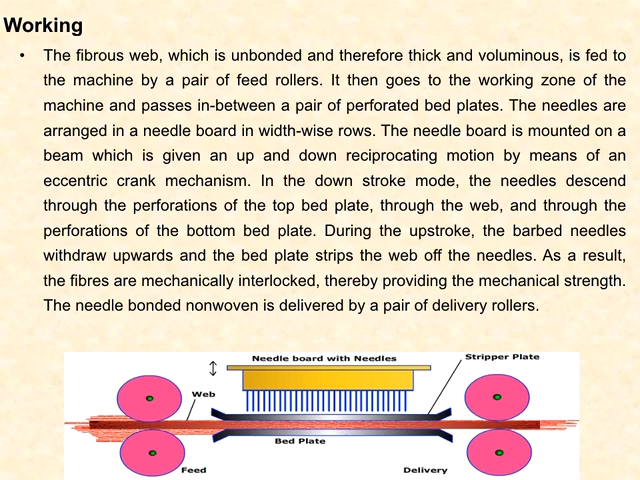 Working
• The fibrous web, which is unbonded and therefore thick and voluminous, is fed to
the machine by a pair of feed rollers. It then goes to the working zone of the
machine and passes in-between a pair of perforated bed plates. The needles are
arranged in a needle board in width-wise rows. The needle board is mounted on a
beam which is given an up and down reciprocating motion by means of an
eccentric crank mechanism. In the down stroke mode, the needles descend
through the perforations of the top bed plate, through the web, and through the
perforations of the bottom bed plate. During the upstroke, the barbed needles
withdraw upwards and the bed plate strips the web off the needles. As a result,
the fibres are mechanically interlocked, thereby providing the mechanical strength.
The needle bonded nonwoven is delivered by a pair of delivery rollers.
Needle board with Needles
Stripper Plate
Web
Bed Plate
Feed
Delivery